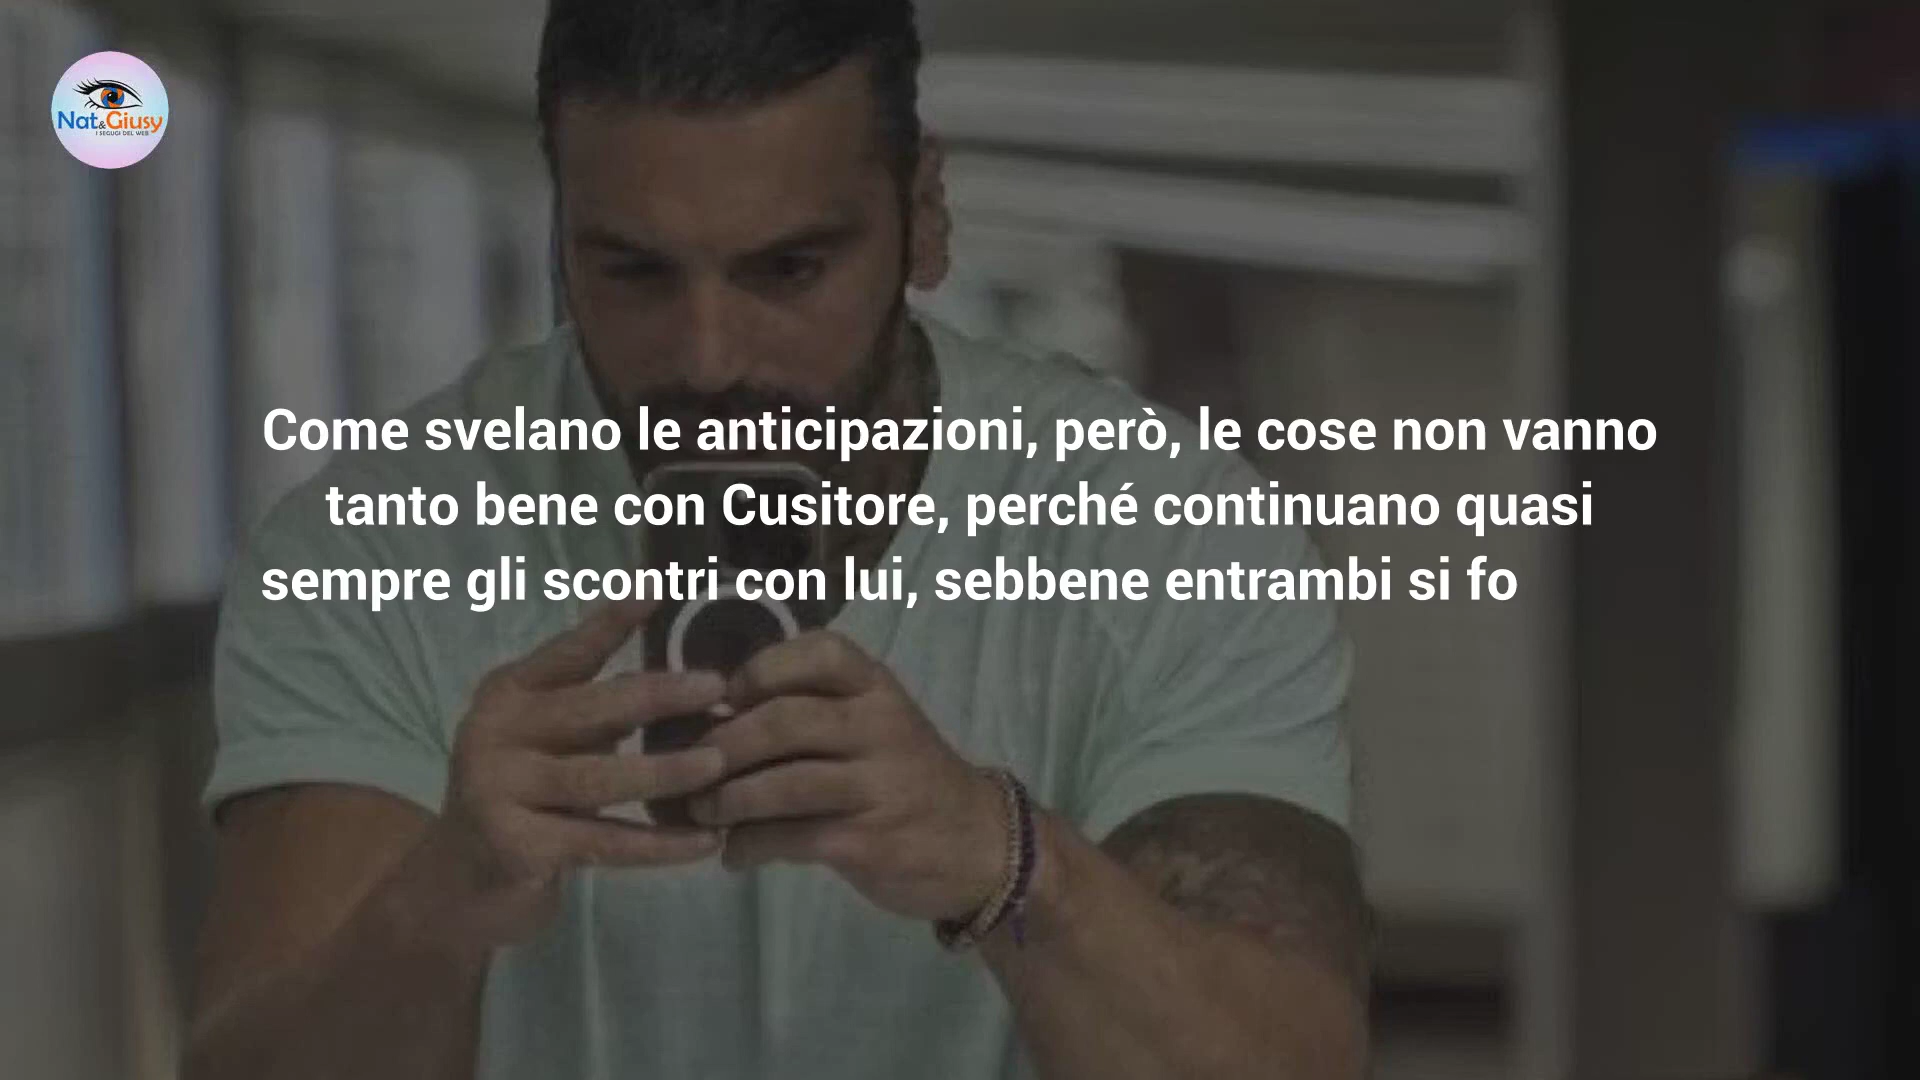 Nat&Giusy
I SEGUGI DEL WEB
Come svelano le anticipazioni, però, le cose non vanno
tanto bene con Cusitore, perché continuano quasi
sempre gli scontri con lui, sebbene entrambi si fo